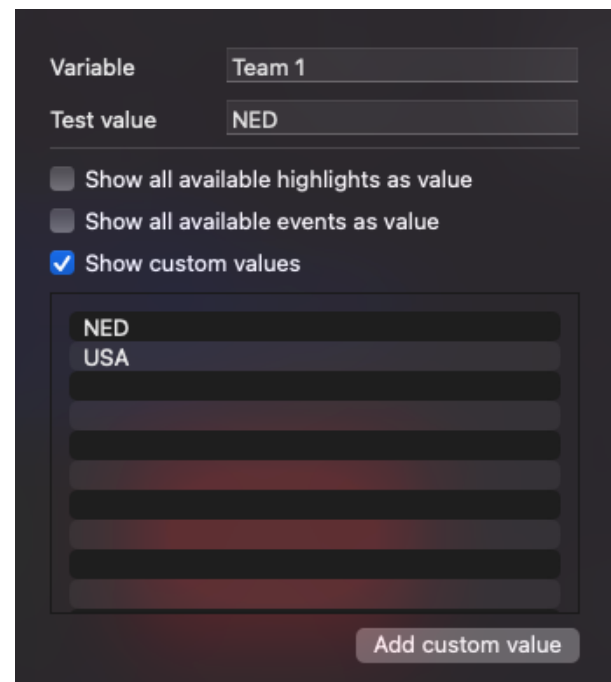 Variable Team 1
Test value NED
Show all available highlights as value
Show all available events as value
Show custom values
NED
USA
Add custom value